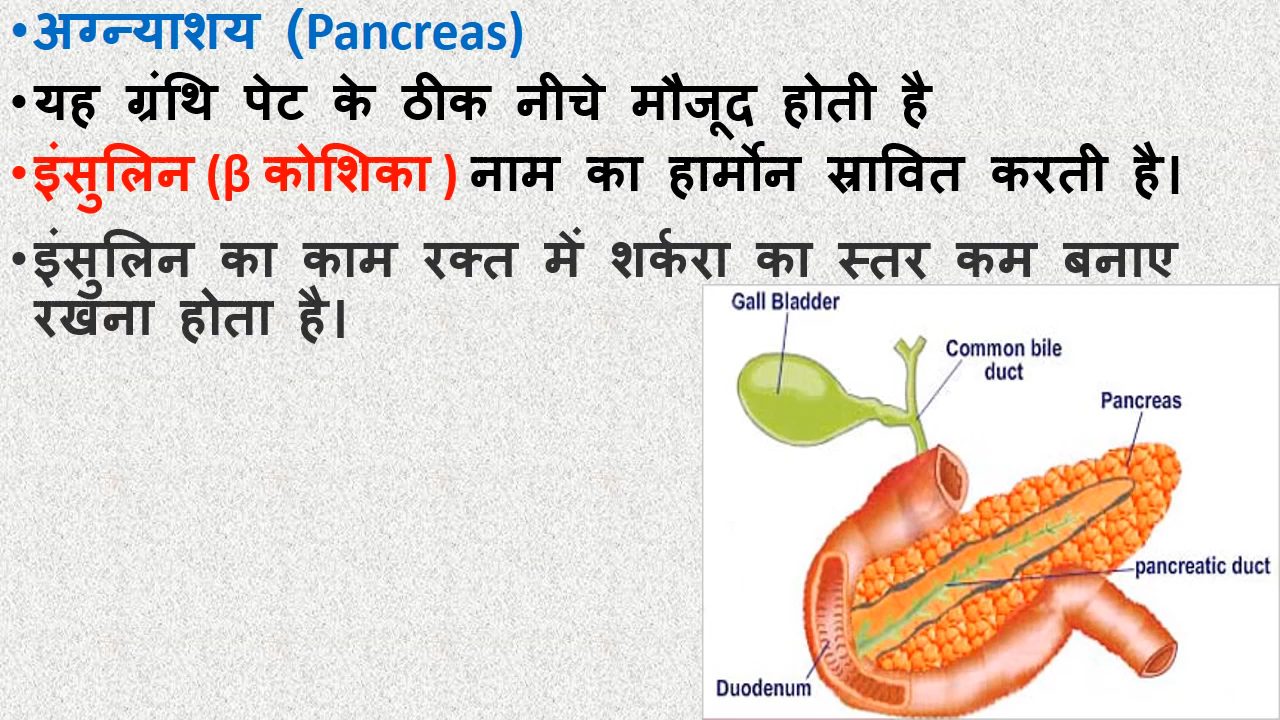 •अग्न्याशय (Pancreas)
•यह ग्रंथि पेट के ठीक नीचे मौजूद होती है
•इंसुलिन (β कोशिका ) नाम का हार्मोन स्रावित करती है।
•इंसुलिन का काम रक्त में शर्करा का स्तर कम बनाए
रखना होता है।
Gall Bladder
Common bile
duct
Pancreas
pancreatic duct
Duodenum